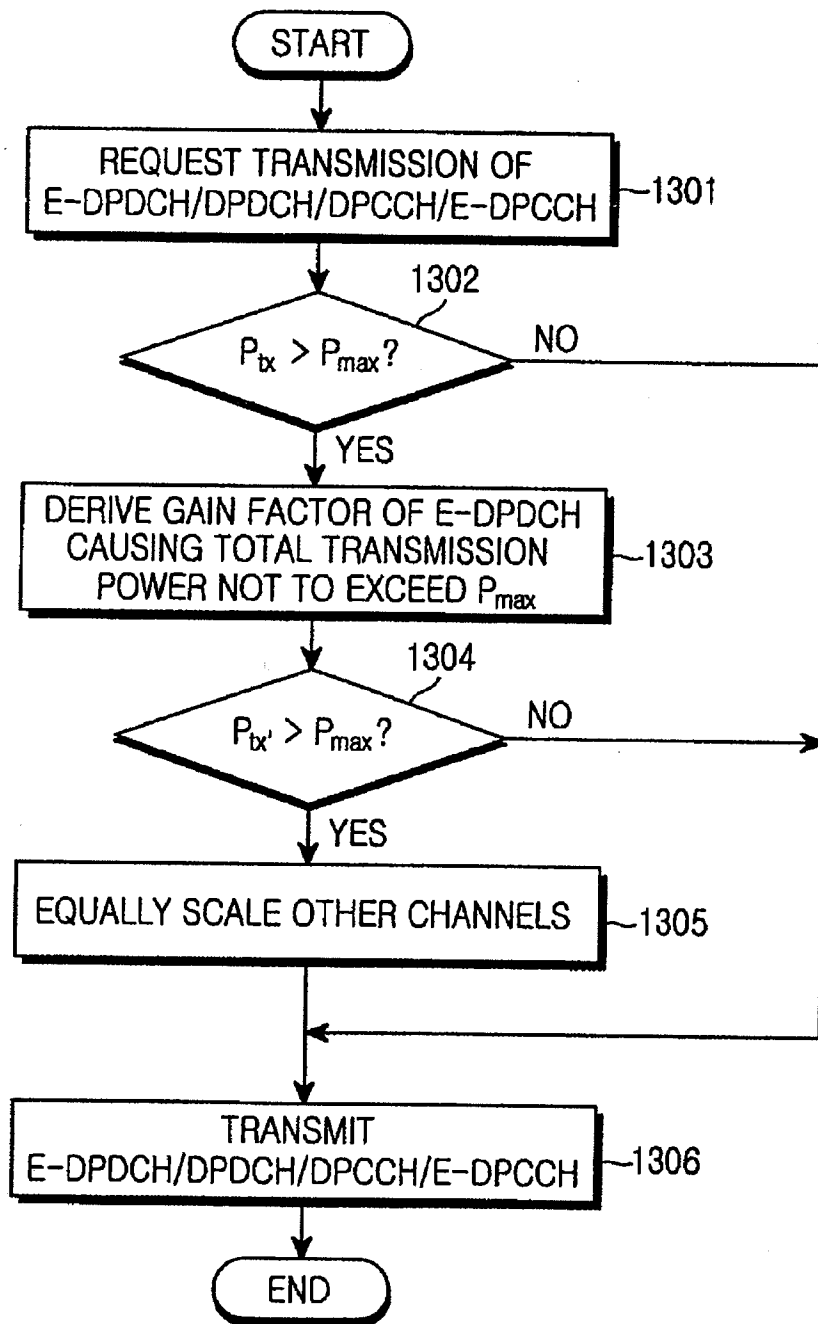 START
REQUEST TRANSMISSION OF
E-DPDCH/DPDCH/DPCCH/E-DPCCH
1301
1302
Ptx > Pmax?
NO
YES
DERIVE GAIN FACTOR OF E-DPDCH
CAUSING TOTAL TRANSMISSION
POWER NOT TO EXCEED Pmax
1303
1304
Ptx' > Pmax?
NO
YES
EQUALLY SCALE OTHER CHANNELS
1305
TRANSMIT
E-DPDCH/DPDCH/DPCCH/E-DPCCH
1306
END